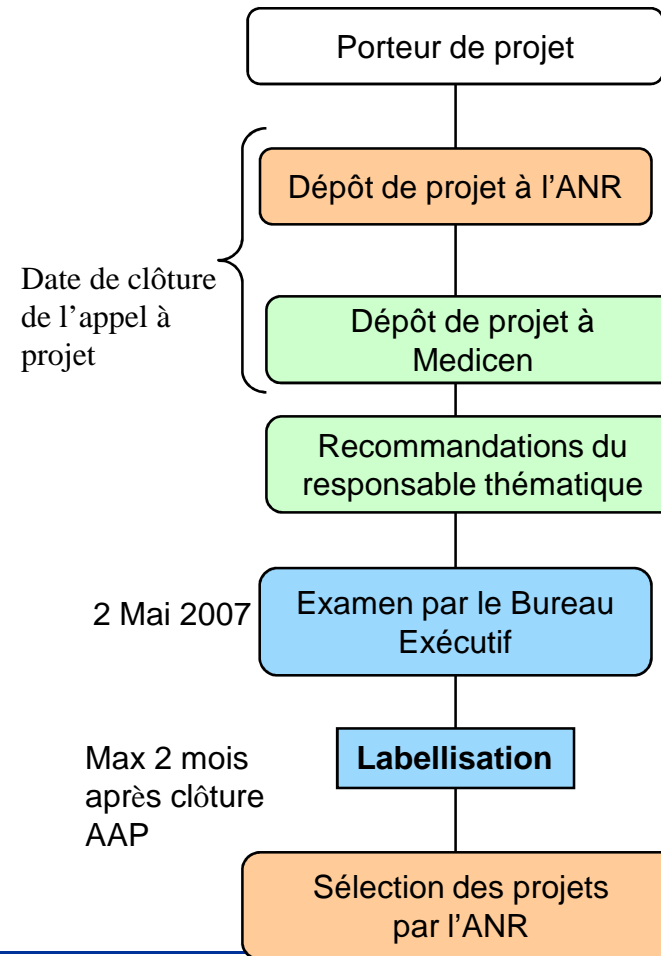 Porteur de projet
Dépôt de projet à l’ANR
Date de clôture
de l’appel à
projet
Dépôt de projet à
Medicen
Recommandations du
responsable thématique
2 Mai 2007
Examen par le Bureau
Exécutif
Max 2 mois
après clôture
AAP
Labellisation
Sélection des projets
par l’ANR